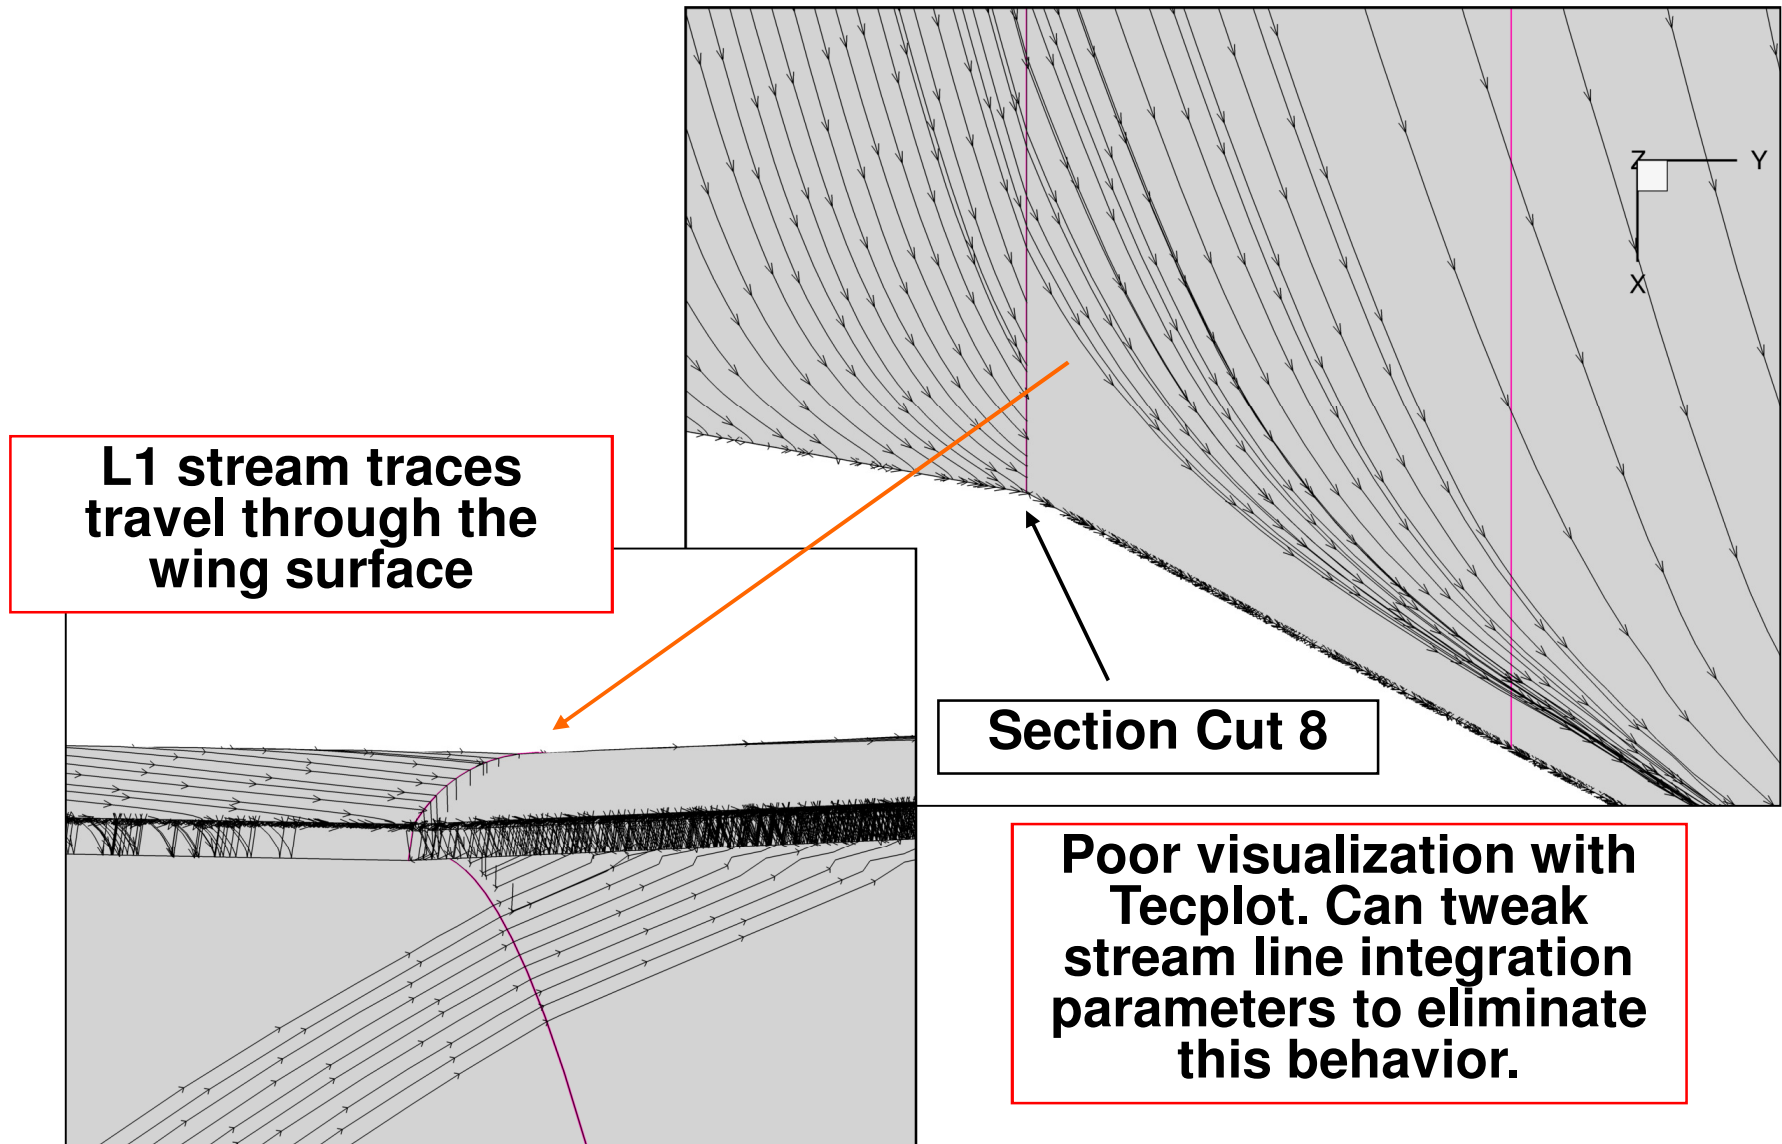 Z
Y
X
L1 stream traces
travel through the
wing surface
Section Cut 8
Poor visualization with
Tecplot. Can tweak
stream line integration
parameters to eliminate
this behavior.